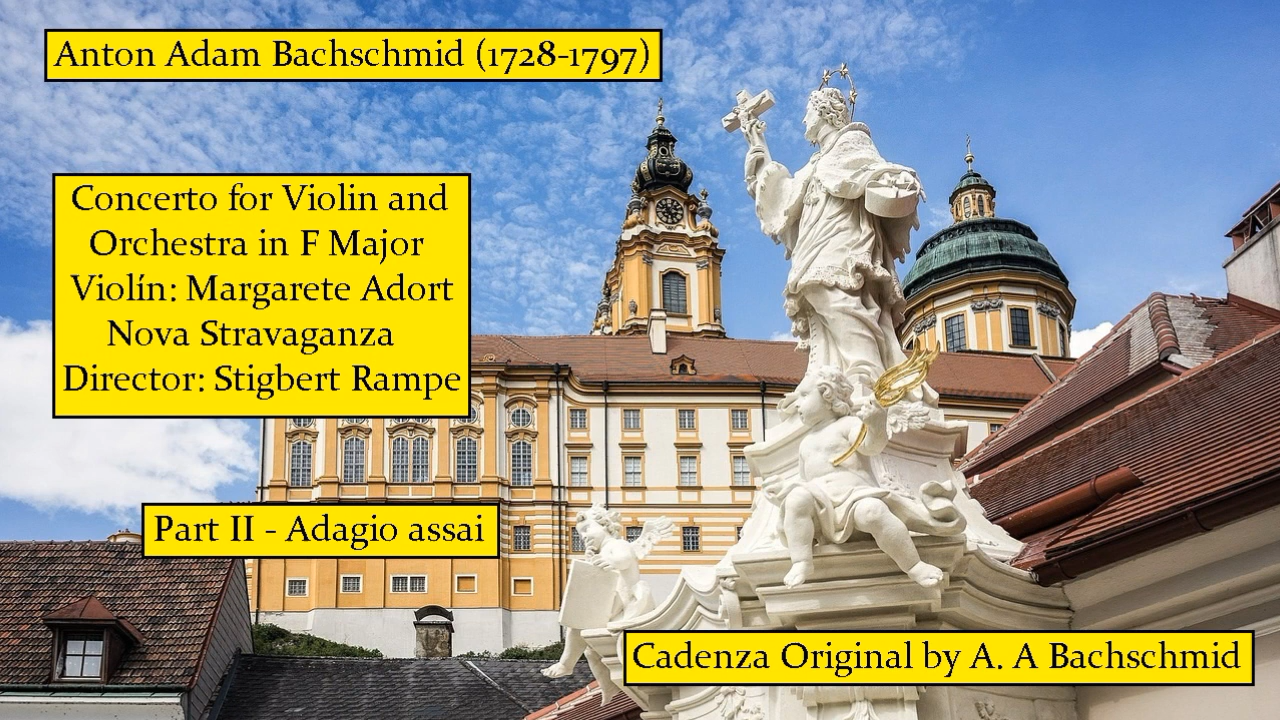 Anton Adam Bachschmid (1728-1797)
Concerto for Violin and
Orchestra in F Major
Violín: Margarete Adort
Nova Stravaganza
Director: Stigbert Rampe
Part II - Adagio assai
Cadenza Original by A. A Bachschmid